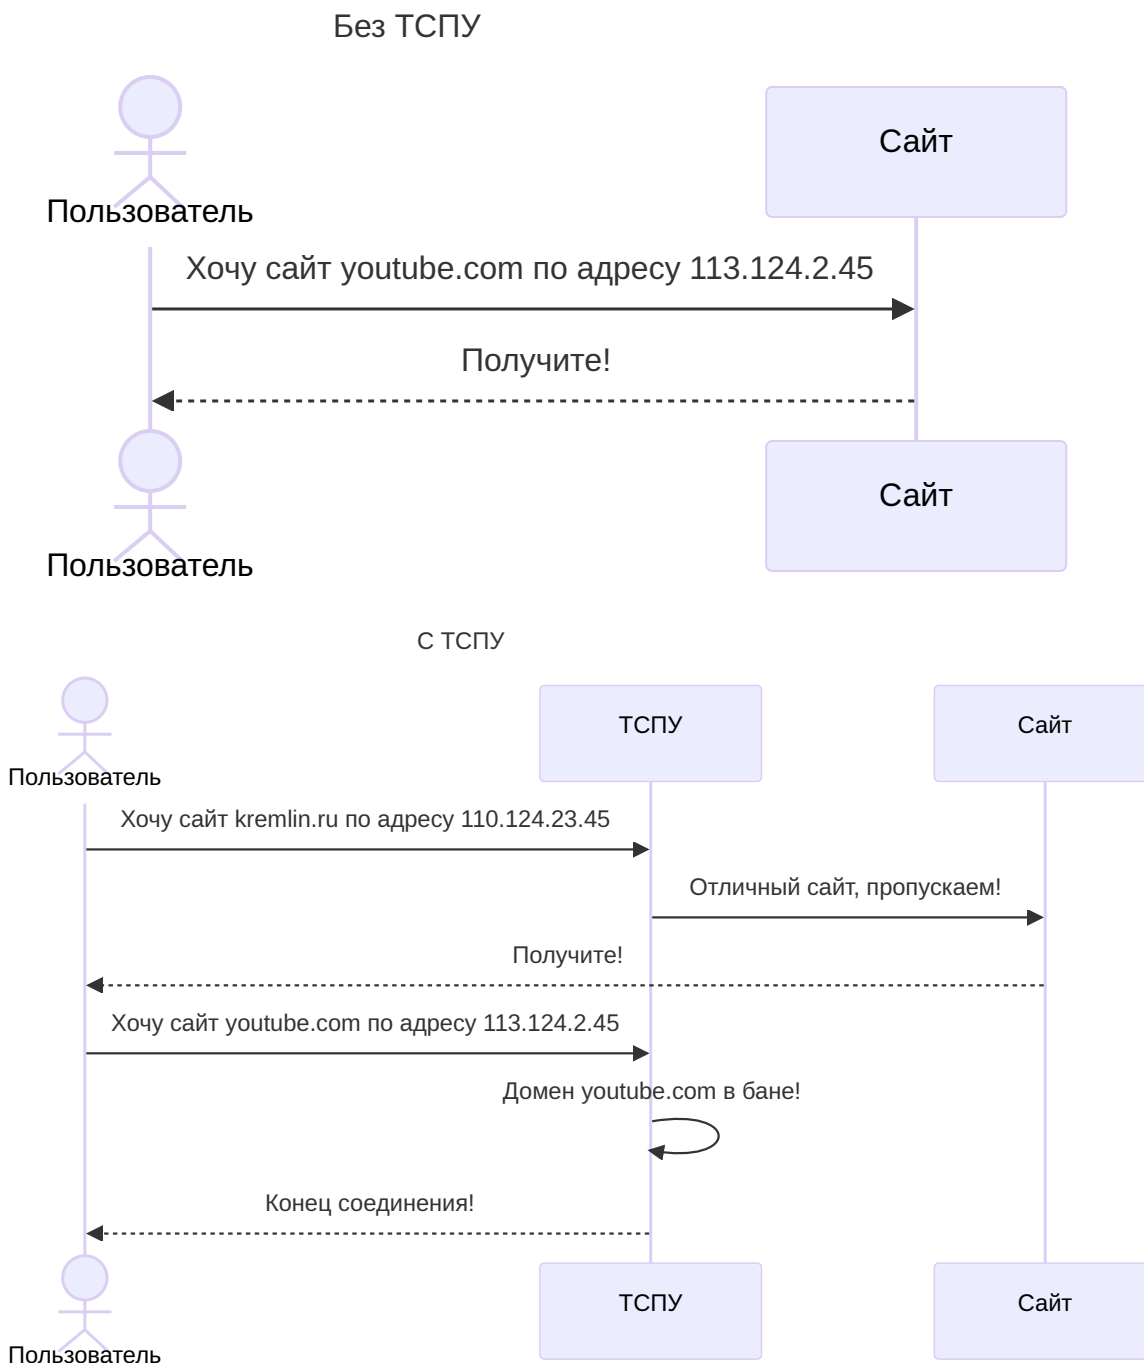 Без ТСПУ
Сайт
Пользователь
Хочу сайт youtube.com по адресу 113.124.2.45
Получите!
Сайт
Пользователь
С ТСПУ
ТСПУ
Сайт
Пользователь
Хочу сайт kremlin.ru по адресу 110.124.23.45
Отличный сайт, пропускаем!
Получите!
Хочу сайт youtube.com по адресу 113.124.2.45
Домен youtube.com в бане!
Конец соединения!
ТСПУ
Сайт
Пользователь